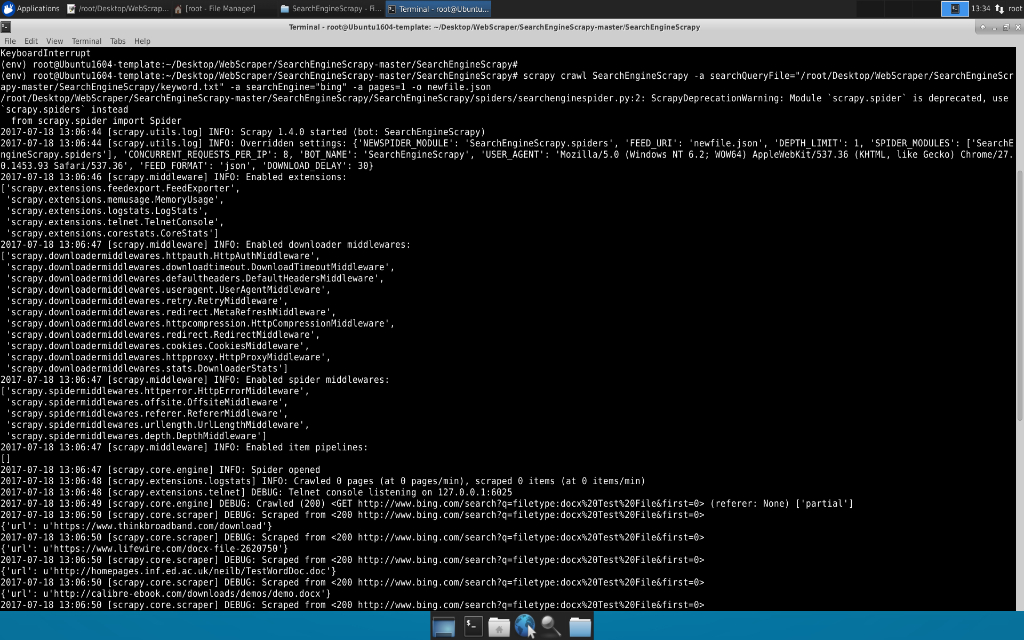 Applications
/root/Desktop/WebScrap...
[root - File Manager]
SearchEngineScrapy - Fi...
Terminal - root@Ubuntu...
13:34
root
Terminal - root@Ubuntu1604-template: ~/Desktop/WebScraper/SearchEngineScrapy-master/SearchEngineScrapy
File Edit View Terminal Tabs Help
KeyboardInterrupt
(env) root@Ubuntu1604-template:~/Desktop/WebScraper/SearchEngineScrapy-master/SearchEngineScrapy#
(env) root@Ubuntu1604-template:~/Desktop/WebScraper/SearchEngineScrapy-master/SearchEngineScrapy# scrapy crawl SearchEngineScrapy -a searchQueryFile="/root/Desktop/WebScraper/SearchEngineScr
apy-master/SearchEngineScrapy/keyword.txt" -a searchEngine="bing" -a pages=1 -o newfile.json
/root/Desktop/WebScraper/SearchEngineScrapy-master/SearchEngineScrapy/SearchEngineScrapy/spiders/searchenginespider.py:2: ScrapyDeprecationWarning: Module `scrapy.spider` is deprecated, use
`scrapy.spiders` instead
from scrapy.spider import Spider
2017-07-18 13:06:44 [scrapy.utils.log] INFO: Scrapy 1.4.0 started (bot: SearchEngineScrapy)
2017-07-18 13:06:44 [scrapy.utils.log] INFO: Overridden settings: {'NEWSPIDER_MODULE': 'SearchEngineScrapy.spiders', 'FEED_URI': 'newfile.json', 'DEPTH_LIMIT': 1, 'SPIDER_MODULES': ['SearchE
ngineScrapy.spiders'], 'CONCURRENT_REQUESTS_PER_IP': 8, 'BOT_NAME': 'SearchEngineScrapy', 'USER_AGENT': 'Mozilla/5.0 (Windows NT 6.2; WOW64) AppleWebKit/537.36 (KHTML, like Gecko) Chrome/27.
0.1453.93 Safari/537.36', 'FEED_FORMAT': 'json', 'DOWNLOAD_DELAY': 30}
2017-07-18 13:06:46 [scrapy.middleware] INFO: Enabled extensions:
['scrapy.extensions.feedexport.FeedExporter',
'scrapy.extensions.memusage.MemoryUsage',
'scrapy.extensions.logstats.LogStats',
'scrapy.extensions.telnet.TelnetConsole',
'scrapy.extensions.corestats.CoreStats']
2017-07-18 13:06:47 [scrapy.middleware] INFO: Enabled downloader middlewares:
['scrapy.downloadermiddlewares.httpauth.HttpAuthMiddleware',
'scrapy.downloadermiddlewares.downloadtimeout.DownloadTimeoutMiddleware',
'scrapy.downloadermiddlewares.defaultheaders.DefaultHeadersMiddleware',
'scrapy.downloadermiddlewares.useragent.UserAgentMiddleware',
'scrapy.downloadermiddlewares.retry.RetryMiddleware',
'scrapy.downloadermiddlewares.redirect.MetaRefreshMiddleware',
'scrapy.downloadermiddlewares.httpcompression.HttpCompressionMiddleware',
'scrapy.downloadermiddlewares.redirect.RedirectMiddleware',
'scrapy.downloadermiddlewares.cookies.CookiesMiddleware',
'scrapy.downloadermiddlewares.httpproxy.HttpProxyMiddleware',
'scrapy.downloadermiddlewares.stats.DownloaderStats']
2017-07-18 13:06:47 [scrapy.middleware] INFO: Enabled spider middlewares:
['scrapy.spidermiddlewares.httperror.HttpErrorMiddleware',
'scrapy.spidermiddlewares.offsite.OffsiteMiddleware',
'scrapy.spidermiddlewares.referer.RefererMiddleware',
'scrapy.spidermiddlewares.urllength.UrlLengthMiddleware',
'scrapy.spidermiddlewares.depth.DepthMiddleware']
2017-07-18 13:06:47 [scrapy.middleware] INFO: Enabled item pipelines:
[]
2017-07-18 13:06:47 [scrapy.core.engine] INFO: Spider opened
2017-07-18 13:06:48 [scrapy.extensions.logstats] INFO: Crawled 0 pages (at 0 pages/min), scraped 0 items (at 0 items/min)
2017-07-18 13:06:48 [scrapy.extensions.telnet] DEBUG: Telnet console listening on 127.0.0.1:6025
2017-07-18 13:06:49 [scrapy.core.engine] DEBUG: Crawled (200) <GET http://www.bing.com/search?q=filetype:docx%20Test%20File&first=0> (referer: None) ['partial']
2017-07-18 13:06:50 [scrapy.core.scraper] DEBUG: Scraped from <200 http://www.bing.com/search?q=filetype:docx%20Test%20File&first=0>
{'url': u'https://www.thinkbroadband.com/download'}
2017-07-18 13:06:50 [scrapy.core.scraper] DEBUG: Scraped from <200 http://www.bing.com/search?q=filetype:docx%20Test%20File&first=0>
{'url': u'https://www.lifewire.com/docx-file-2620750'}
2017-07-18 13:06:50 [scrapy.core.scraper] DEBUG: Scraped from <200 http://www.bing.com/search?q=filetype:docx%20Test%20File&first=0>
{'url': u'http://homepages.inf.ed.ac.uk/neilb/TestWordDoc.doc'}
2017-07-18 13:06:50 [scrapy.core.scraper] DEBUG: Scraped from <200 http://www.bing.com/search?q=filetype:docx%20Test%20File&first=0>
{'url': u'http://calibre-ebook.com/downloads/demos/demo.docx'}
2017-07-18 13:06:50 [scrapy.core.scraper] DEBUG: Scraped from <200 http://www.bing.com/search?q=filetype:docx%20Test%20File&first=0>